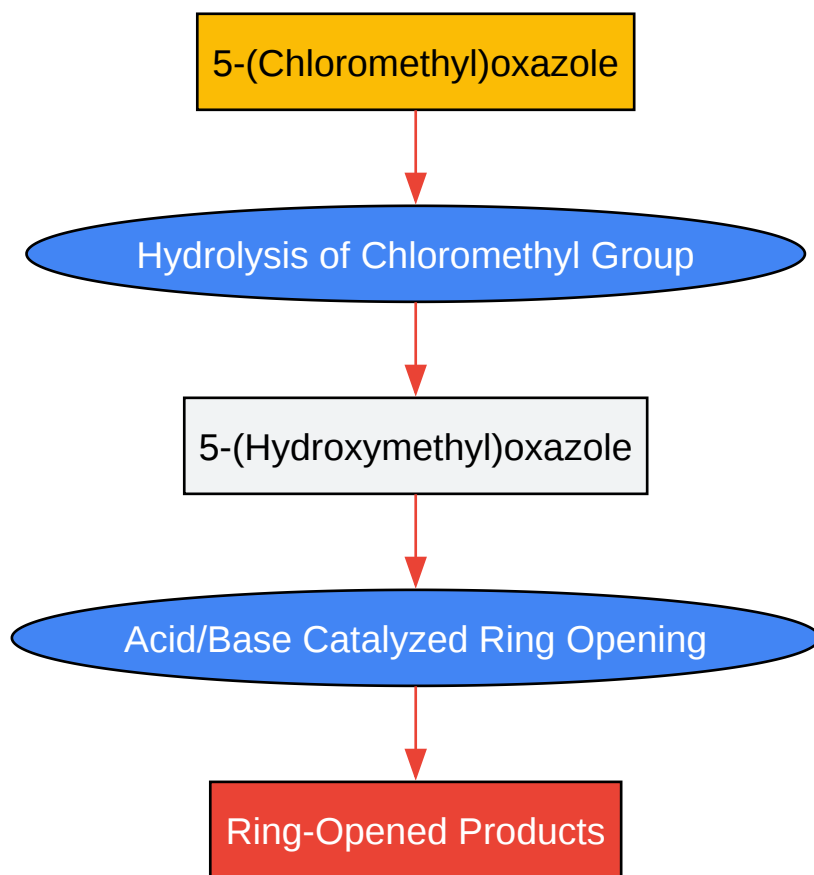 5-(Chloromethyl)oxazole
Hydrolysis of Chloromethyl Group
5-(Hydroxymethyl)oxazole
Acid/Base Catalyzed Ring Opening
Ring-Opened Products